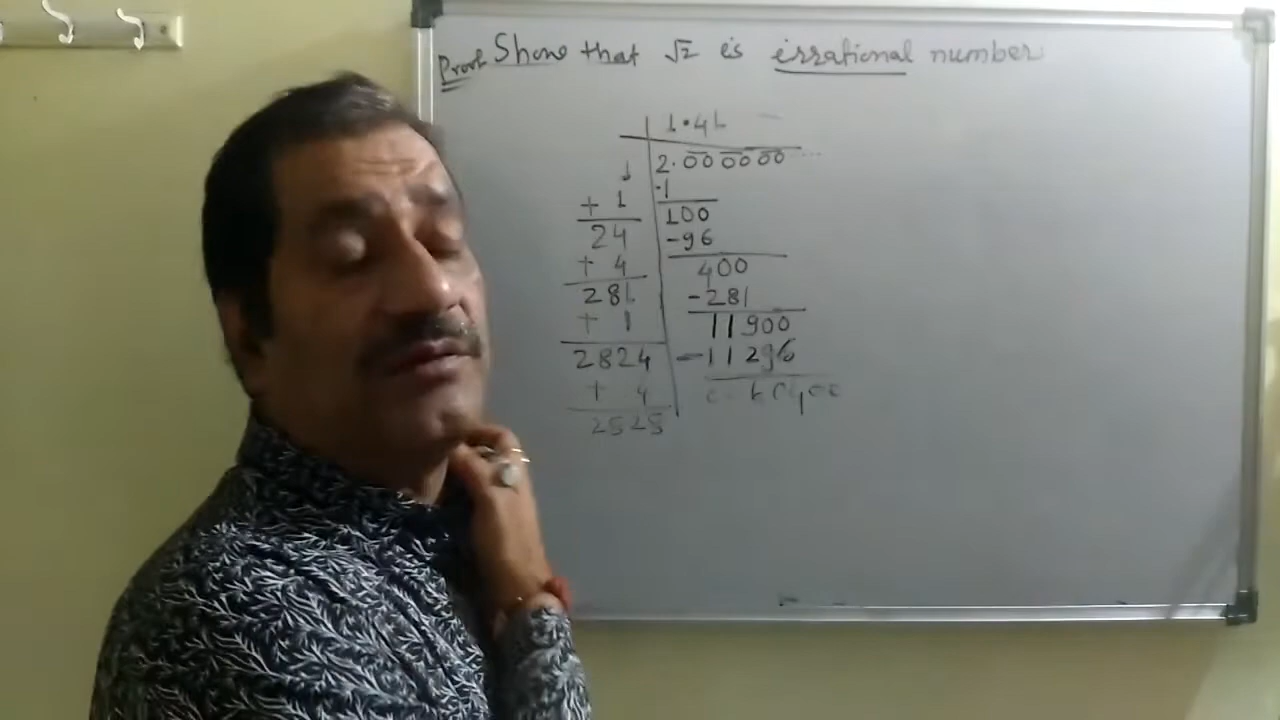 Proof Show that √2 is irrational number
1.41
2.000000....
+ 1 1
100
24 -96
+ 4 400
281 -281
+ 1 11900
2824 -11296
+ 4
2828